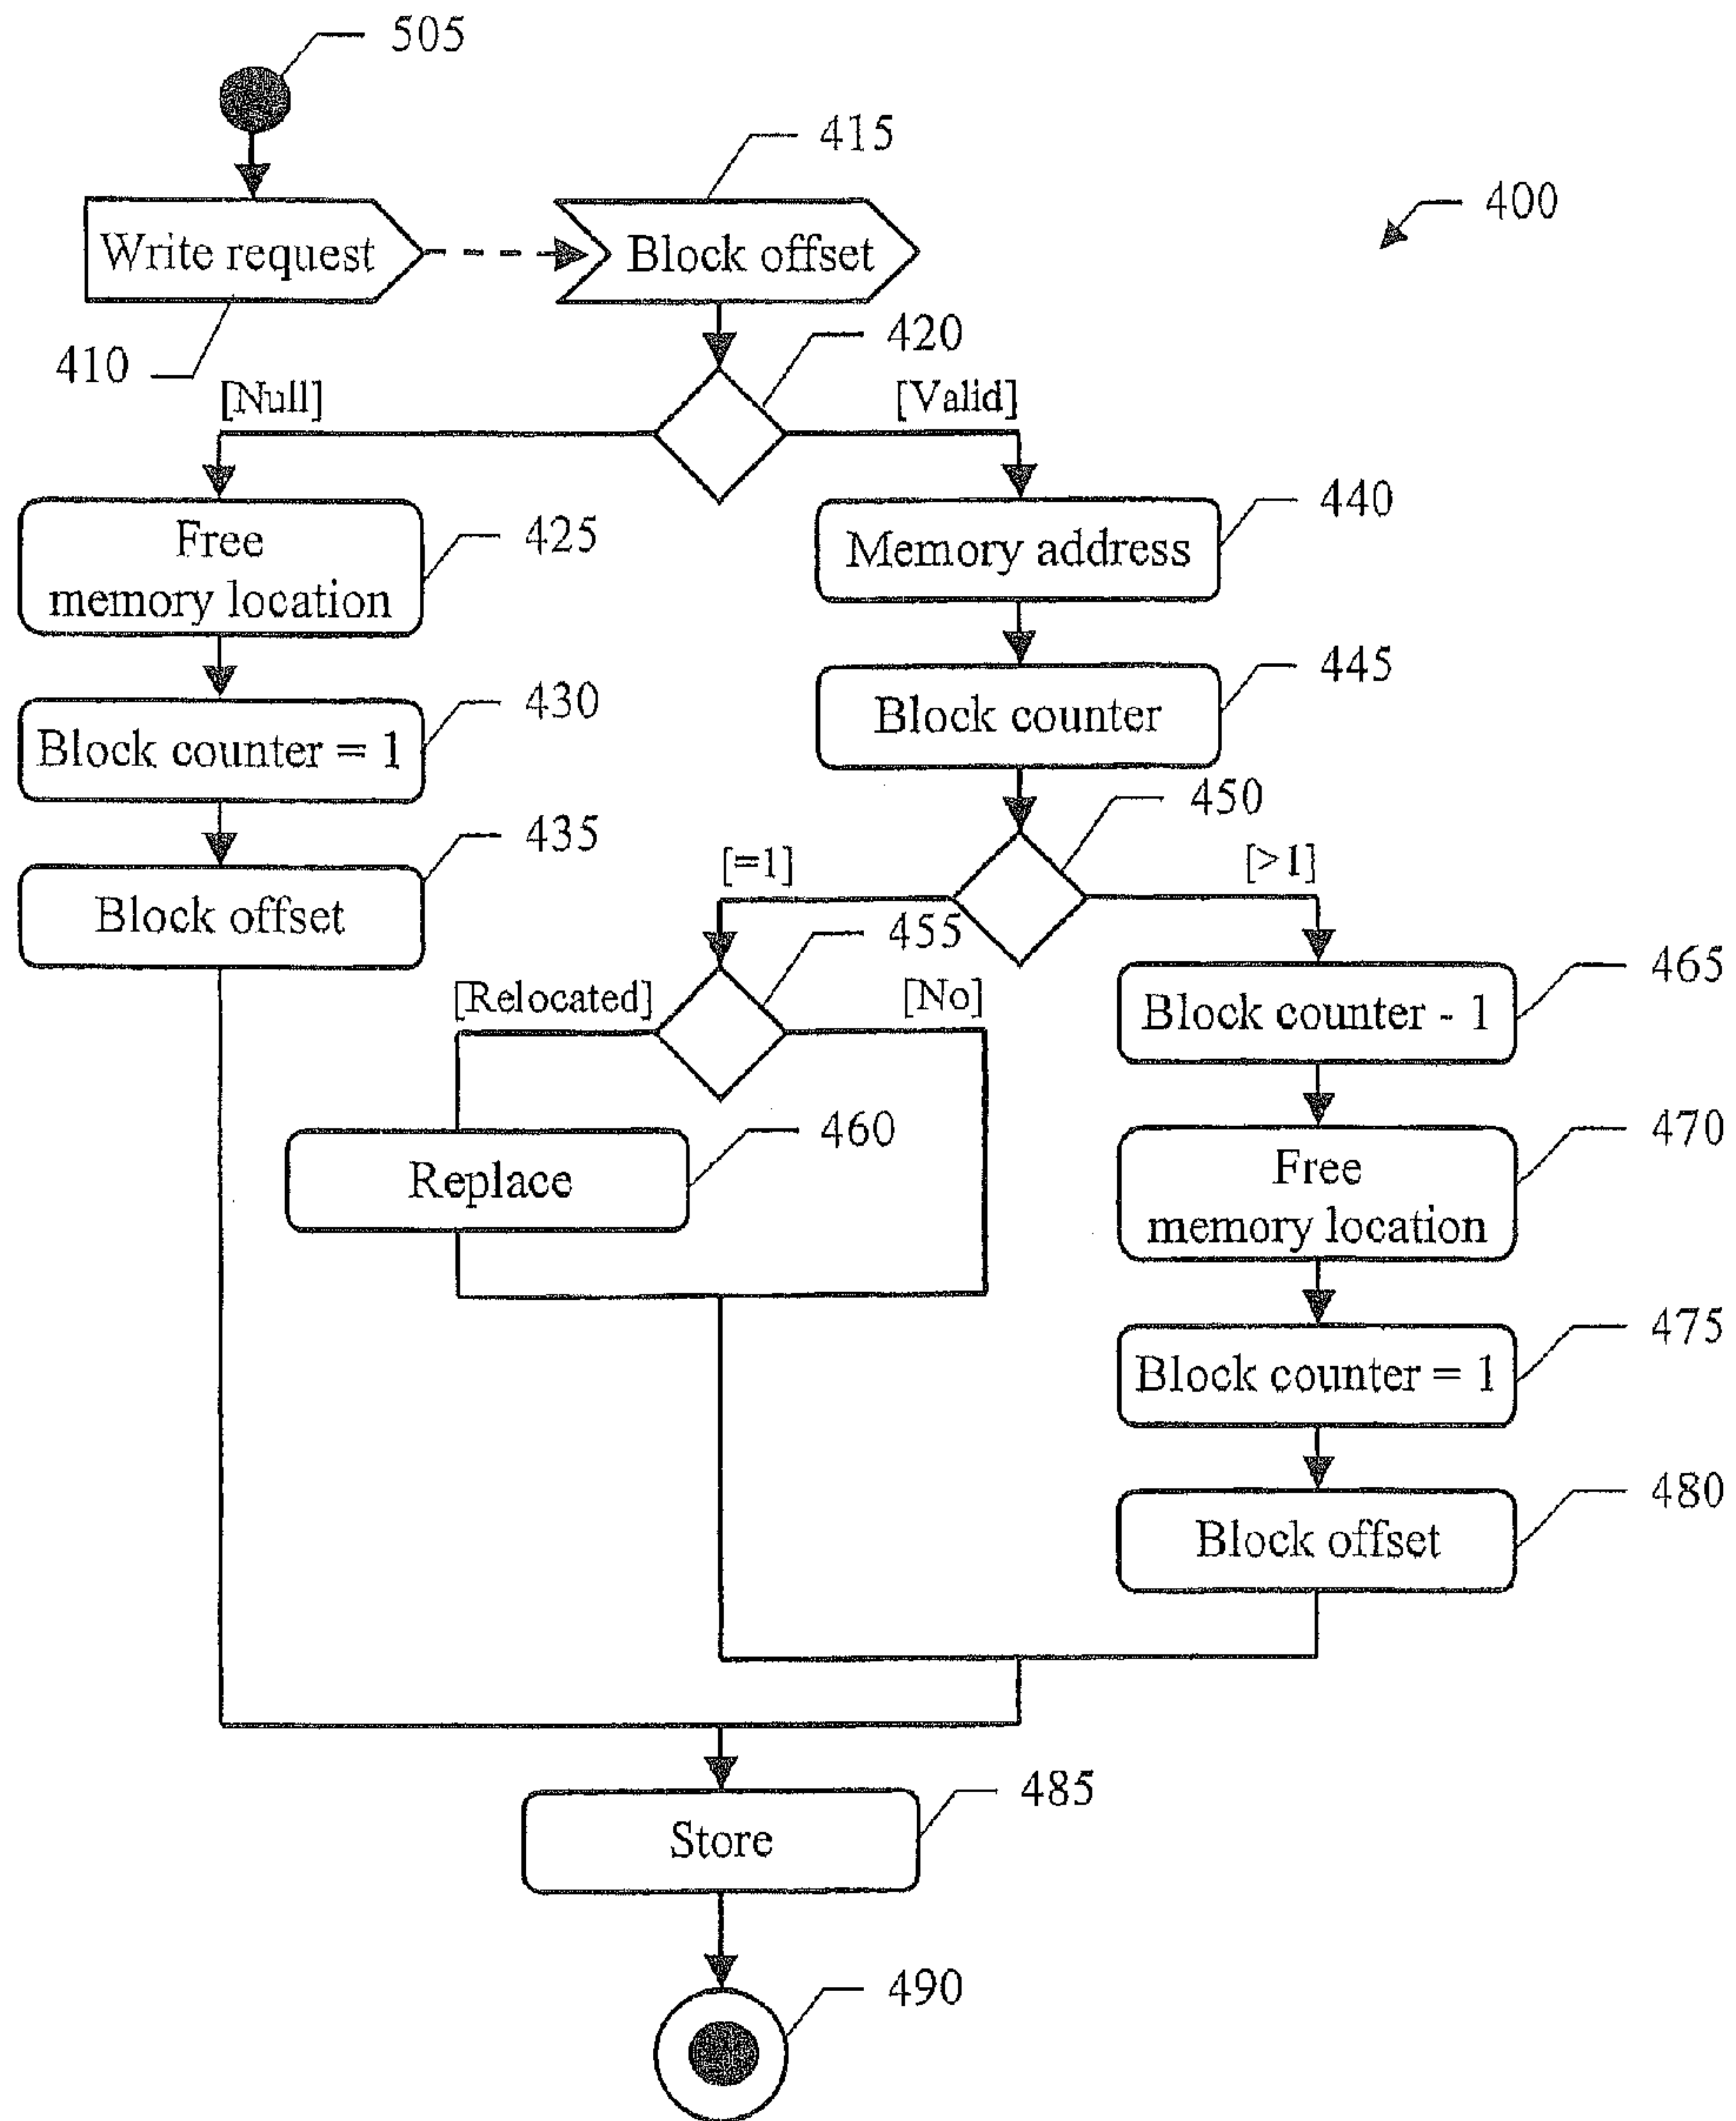 505
415
400
Write request
Block offset
410
420
[Null]
[Valid]
440
Free
memory location
425
Memory address
445
430
Block counter = 1
Block counter
450
435
[=1]
[>1]
Block offset
455
465
[Relocated]
[No]
Block counter - 1
460
470
Replace
Free
memory location
475
Block counter = 1
480
Block offset
485
Store
490